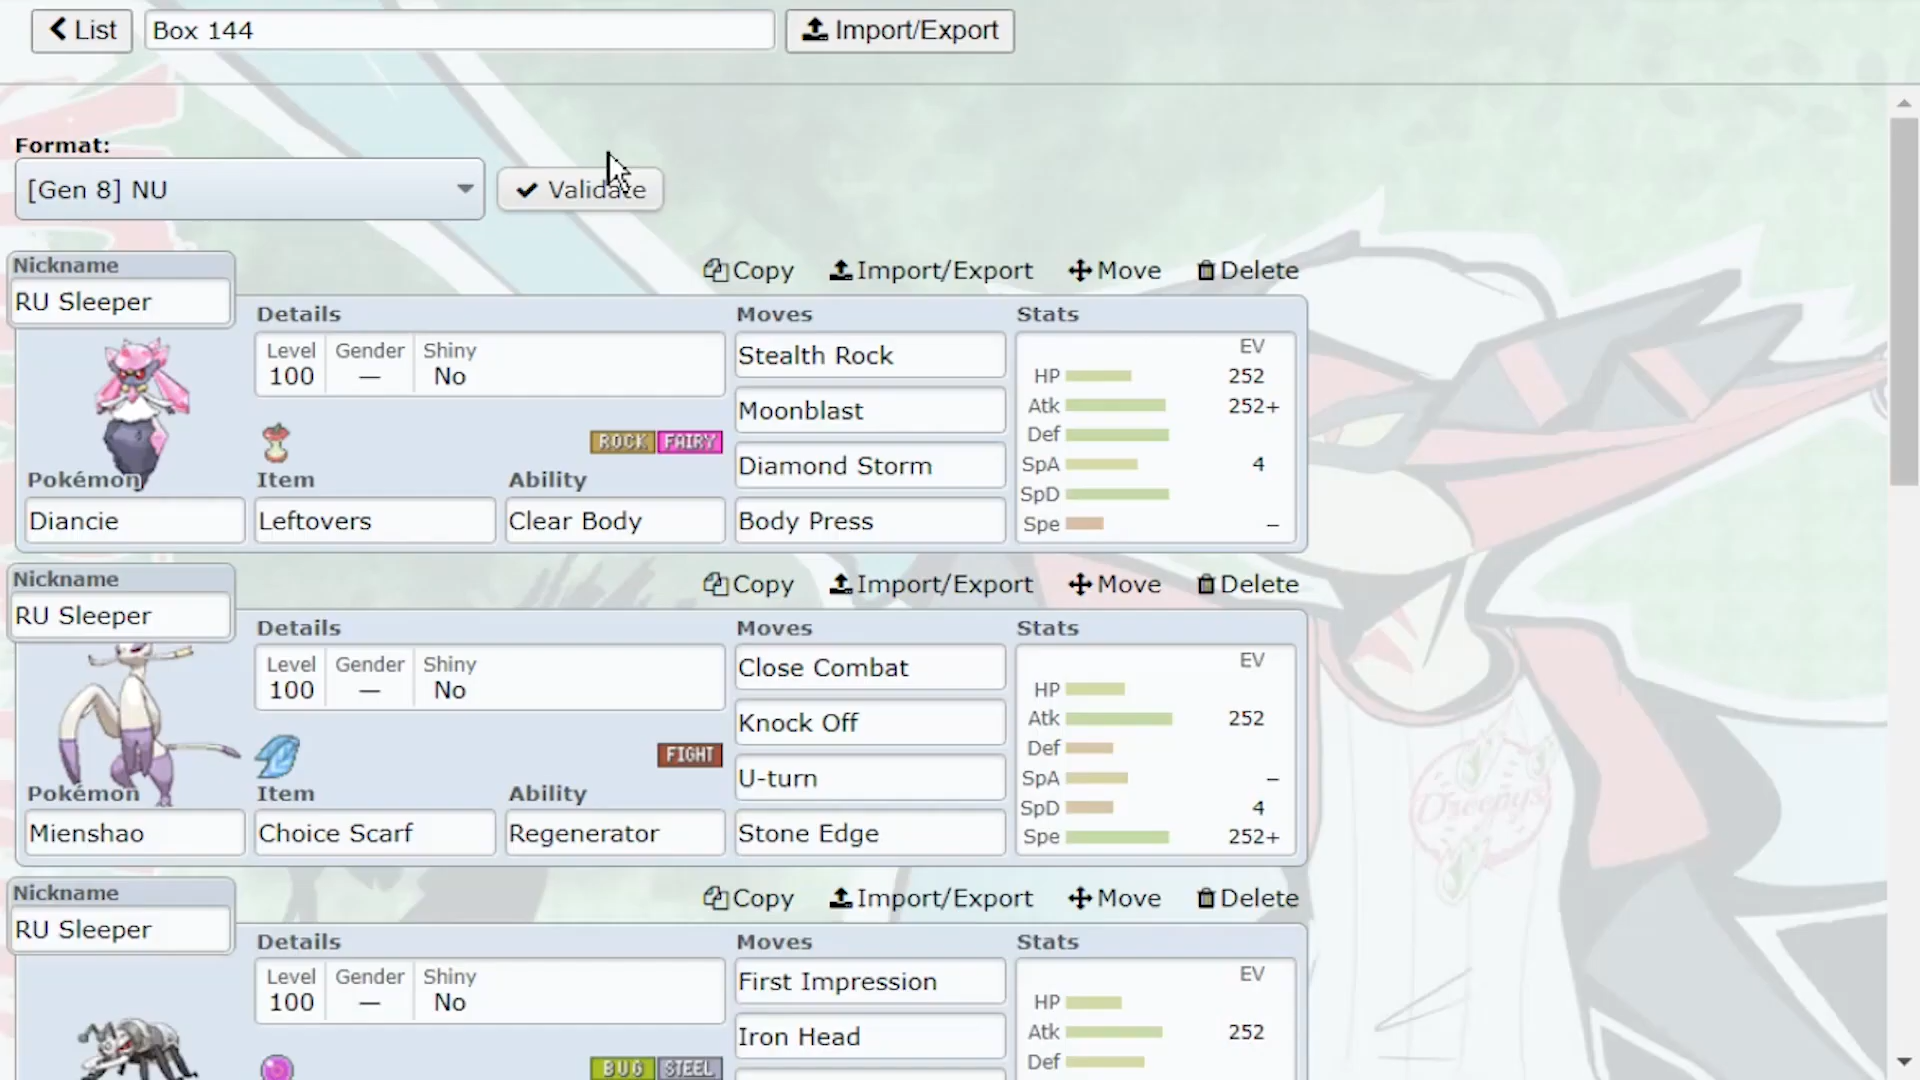 List
Box 144
Import/Export
Format:
[Gen 8] NU
Validate
Nickname
RU Sleeper
Copy Import/Export Move Delete
Details Moves Stats
Level Gender Shiny
100 — No
Stealth Rock
Moonblast
Diamond Storm
Body Press
EV
HP 252
Atk 252+
Def
SpA 4
SpD
Spe –
ROCK FAIRY
Pokémon Item Ability
Diancie Leftovers Clear Body
Nickname
RU Sleeper
Copy Import/Export Move Delete
Details Moves Stats
Level Gender Shiny
100 — No
Close Combat
Knock Off
U-turn
Stone Edge
EV
HP
Atk 252
Def
SpA –
SpD 4
Spe 252+
FIGHT
Pokémon Item Ability
Mienshao Choice Scarf Regenerator
Nickname
RU Sleeper
Copy Import/Export Move Delete
Details Moves Stats
Level Gender Shiny
100 — No
First Impression
Iron Head
EV
HP
Atk 252
Def
BUG STEEL
Dreepys